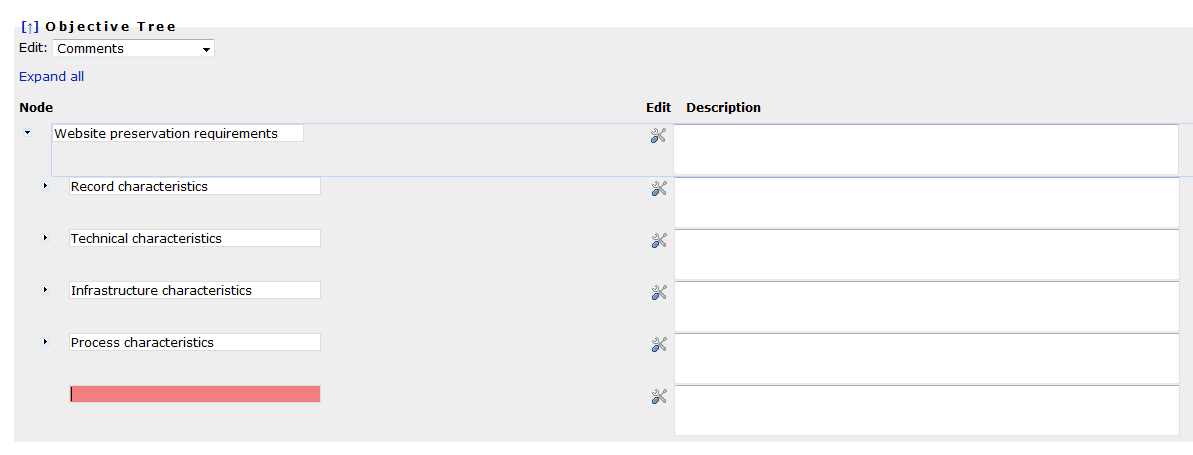 [↑] Objective Tree
Edit: Comments
Expand all
Node Edit Description
Website preservation requirements
Record characteristics
Technical characteristics
Infrastructure characteristics
Process characteristics